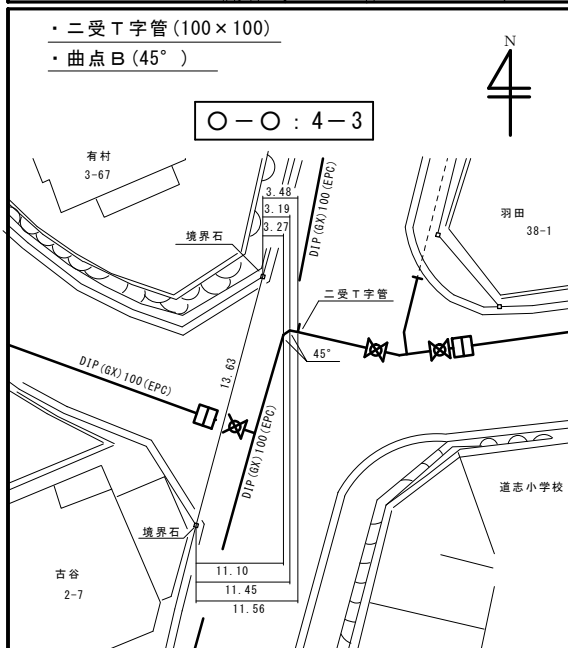 ・二受Ｔ字管(100×100)
・曲点Ｂ(45°)
N
○－○：4－3
有村
3-67
3.48
3.19
3.27
DIP(GX)100(EPC)
羽田
38-1
境界石
二受Ｔ字管
45°
13.63
DIP(GX)100(EPC)
DIP(GX)100(EPC)
道志小学校
境界石
古谷
2-7
11.10
11.45
11.56